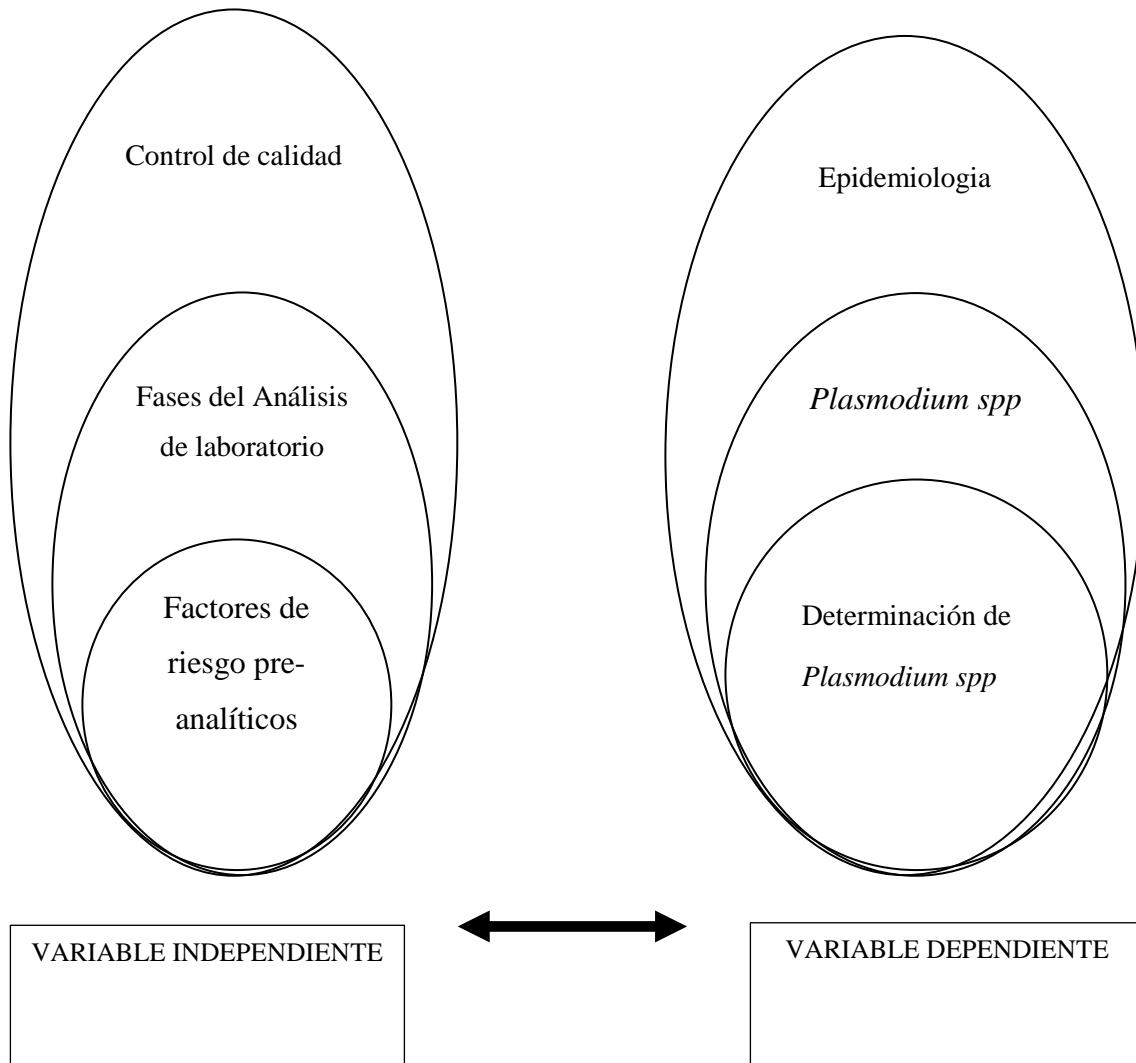 Control de calidad
Fases del Análisis
de laboratorio
Factores de
riesgo pre-
analíticos
VARIABLE INDEPENDIENTE
Epidemiologia
Plasmodium spp
Determinación de
Plasmodium spp
VARIABLE DEPENDIENTE